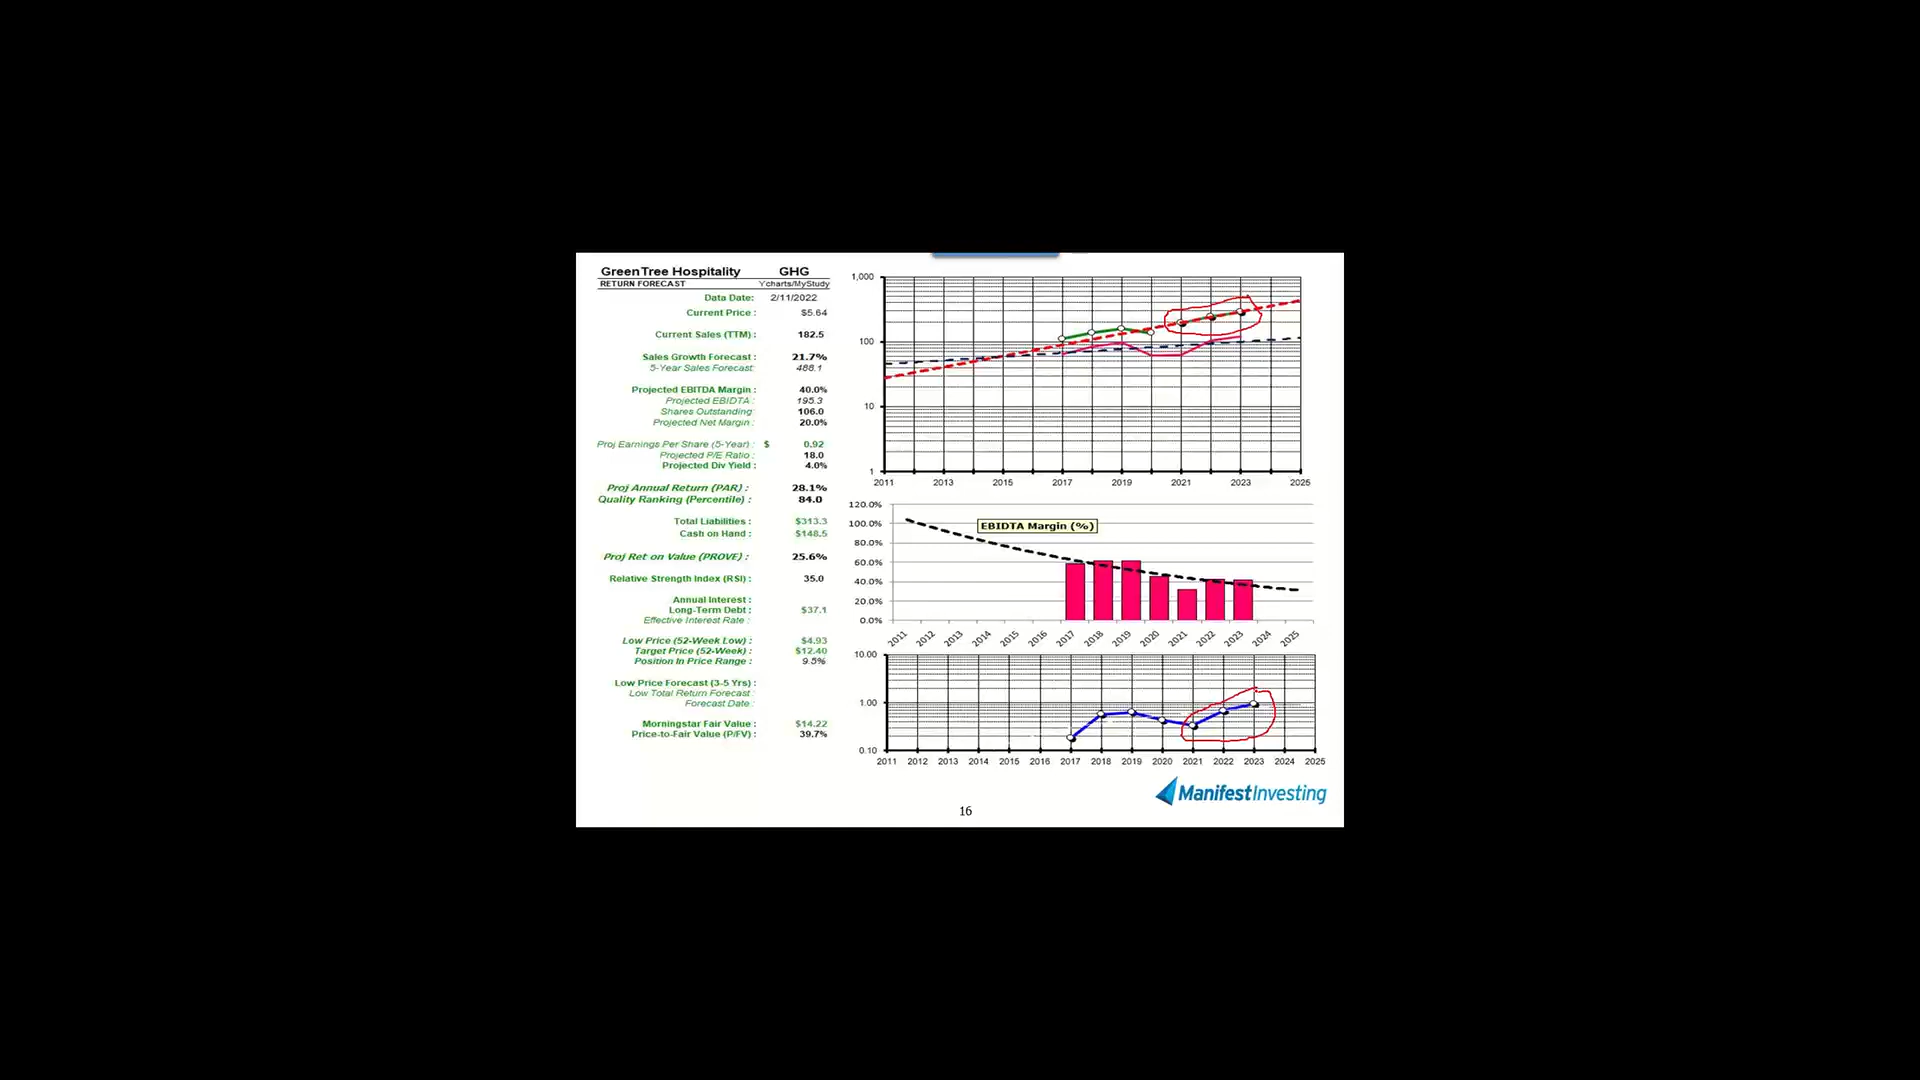 GreenTree Hospitality GHG
RETURN FORECAST Ycharts/MyStudy
Data Date: 2/11/2022
Current Price : $5.64
Current Sales (TTM) : 182.5
Sales Growth Forecast : 21.7%
5-Year Sales Forecast: 488.1
Projected EBITDA Margin : 40.0%
Projected EBIDTA : 195.3
Shares Outstanding: 106.0
Projected Net Margin : 20.0%
Proj Earnings Per Share (5-Year) : $ 0.92
Projected P/E Ratio : 18.0
Projected Div Yield : 4.0%
Proj Annual Return (PAR) : 28.1%
Quality Ranking (Percentile) : 84.0
Total Liabilities : $313.3
Cash on Hand : $148.5
Proj Ret on Value (PROVE) : 25.6%
Relative Strength Index (RSI) : 35.0
Annual Interest :
Long-Term Debt : $37.1
Effective Interest Rate :
Low Price (52-Week Low) : $4.93
Target Price (52-Week) : $12.40
Position In Price Range : 9.5%
Low Price Forecast (3-5 Yrs) :
Low Total Return Forecast :
Forecast Date :
Morningstar Fair Value : $14.22
Price-to-Fair Value (P/FV) : 39.7%
1,000
100
10
1
2011 2013 2015 2017 2019 2021 2023 2025
120.0%
100.0%
80.0%
60.0%
40.0%
20.0%
0.0%
EBIDTA Margin (%)
2011 2012 2013 2014 2015 2016 2017 2018 2019 2020 2021 2022 2023 2024 2025
10.00
1.00
0.10
2011 2012 2013 2014 2015 2016 2017 2018 2019 2020 2021 2022 2023 2024 2025
ManifestInvesting
16